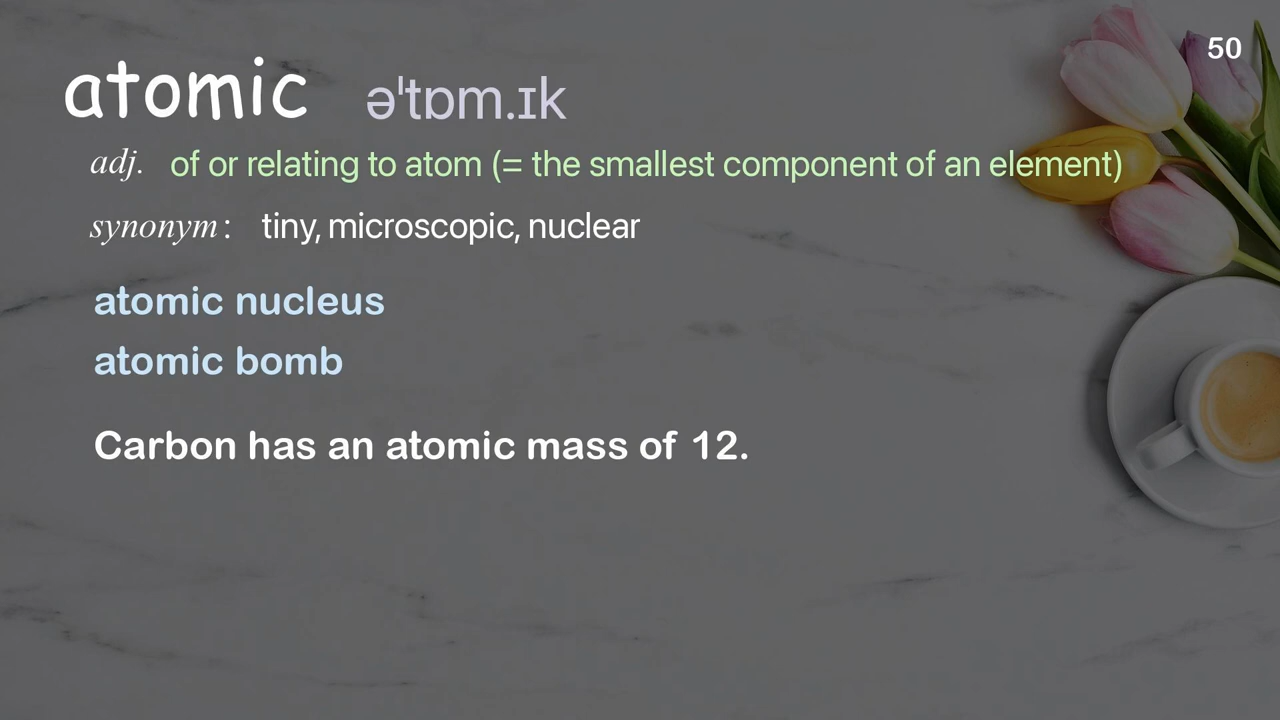 50
atomic əˈtɒm.ɪk
adj. of or relating to atom (= the smallest component of an element)
synonym: tiny, microscopic, nuclear
atomic nucleus
atomic bomb
Carbon has an atomic mass of 12.